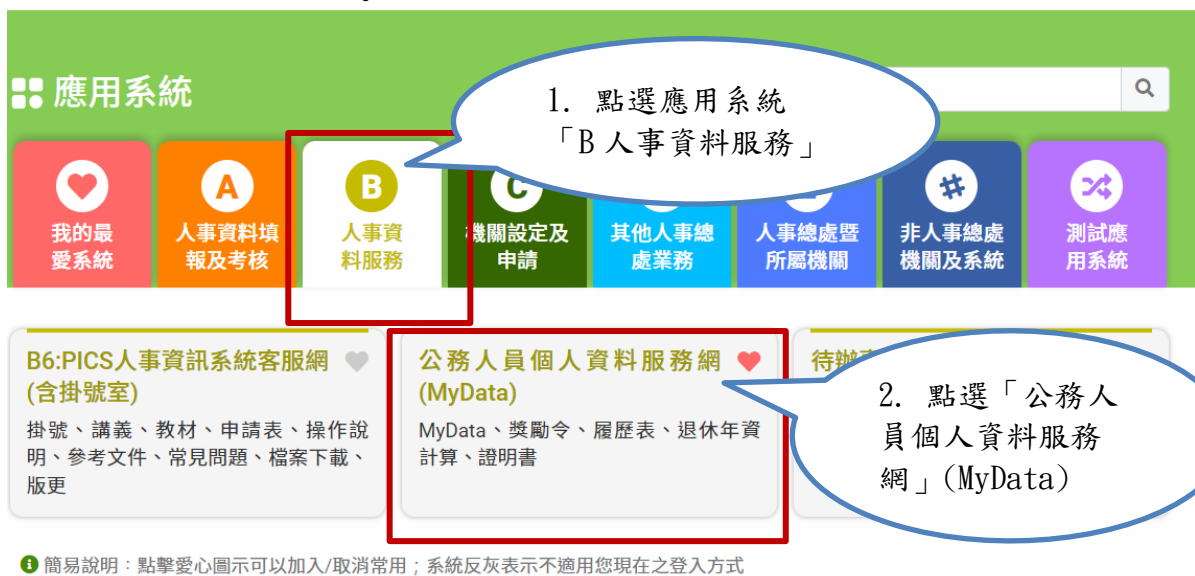 應用系統
1. 點選應用系統
「B人事資料服務」
我的最
愛系統
A
人事資料填
報及考核
B
人事資
料服務
C
機關設定及
申請
其他人事總
處業務
人事總處暨
所屬機關
#
非人事總處
機關及系統
測試應
用系統
B6:PICS人事資訊系統客服網
(含掛號室)
掛號、講義、教材、申請表、操作說
明、參考文件、常見問題、檔案下載、
版更
公務人員個人資料服務網
(MyData)
MyData、獎勵令、履歷表、退休年資
計算、證明書
待辦
2. 點選「公務人
員個人資料服務
網」(MyData)
簡易說明：點擊愛心圖示可以加入/取消常用；系統反灰表示不適用您現在之登入方式